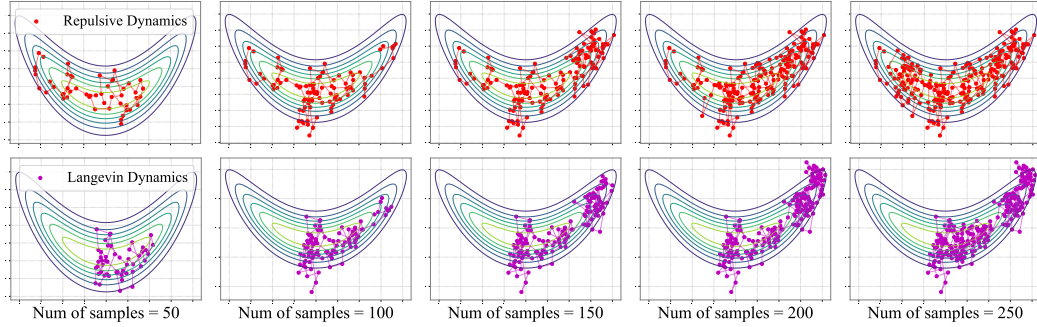 Repulsive Dynamics
Langevin Dynamics
Num of samples = 50
Num of samples = 100
Num of samples = 150
Num of samples = 200
Num of samples = 250